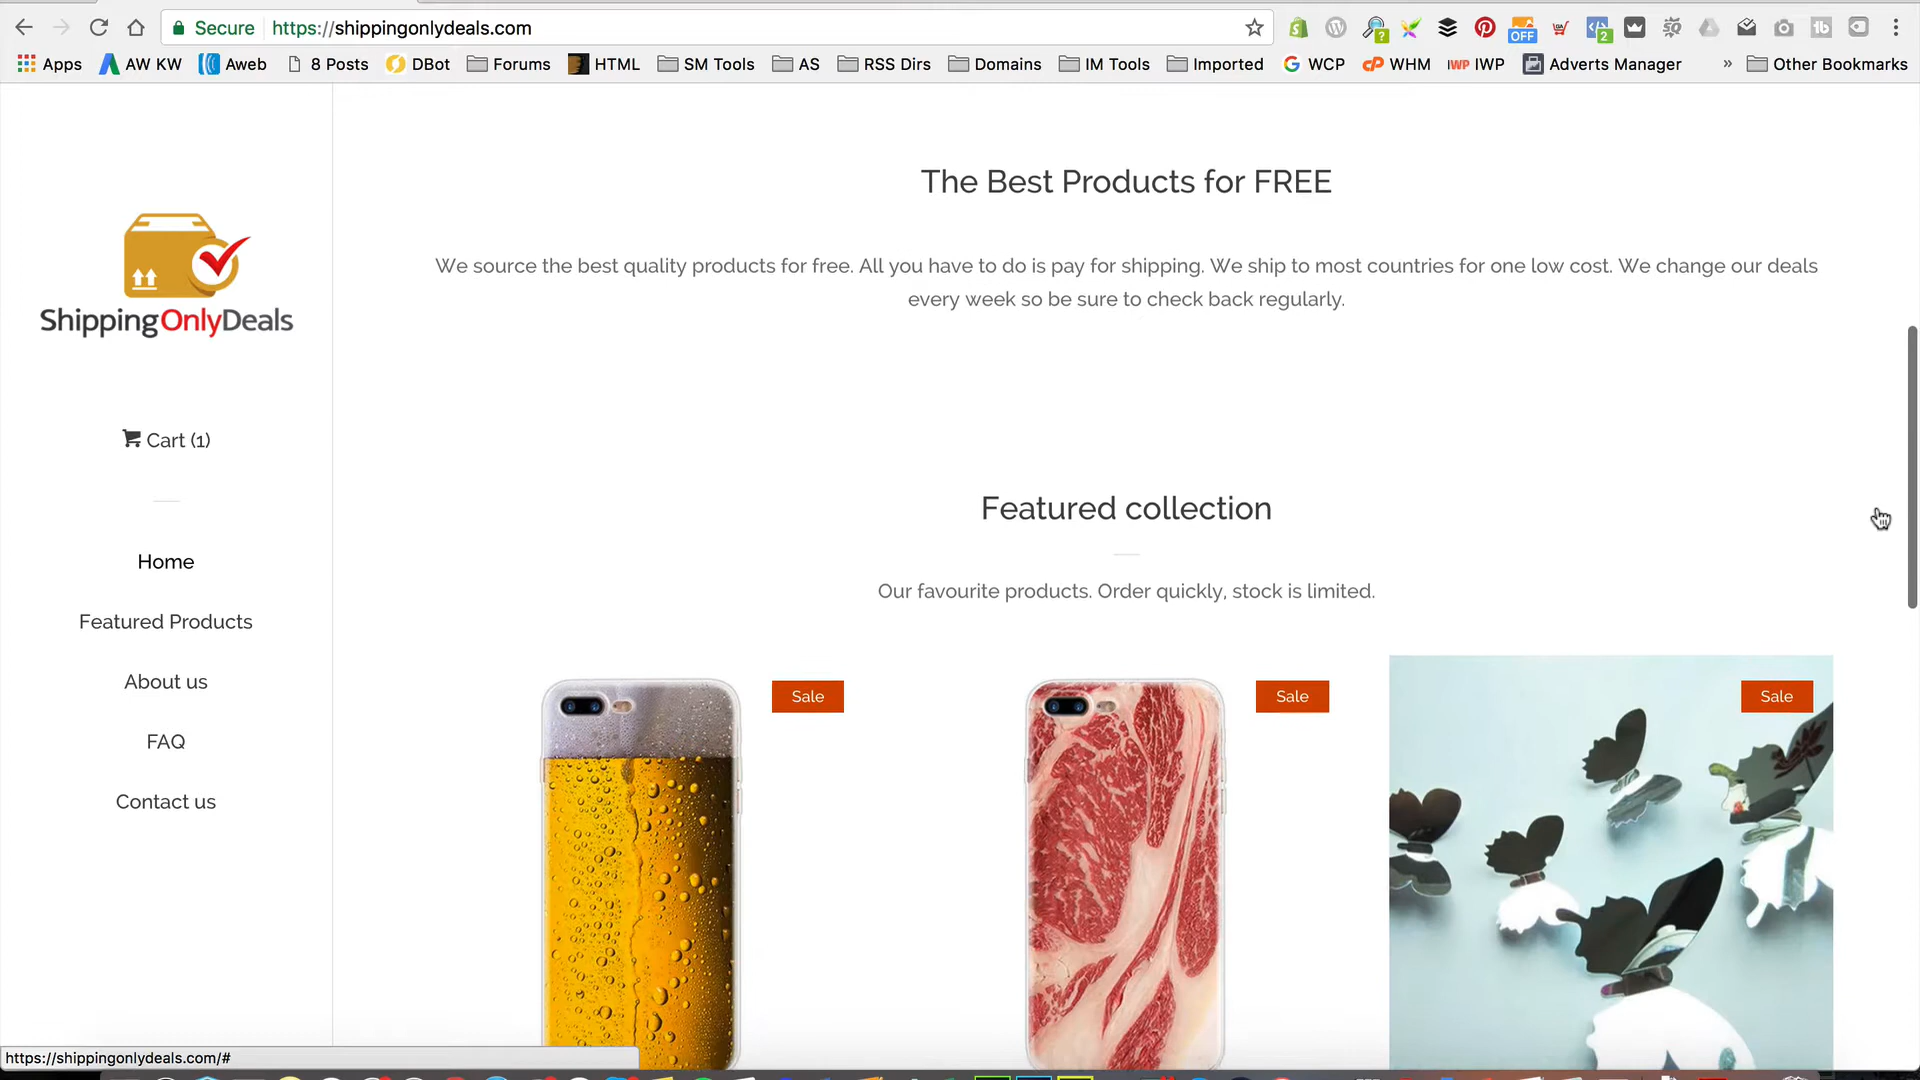 Secure https://shippingonlydeals.com
?
OFF
2
Apps AW KW Aweb 8 Posts DBot Forums HTML SM Tools AS RSS Dirs Domains IM Tools Imported WCP WHM IWP IWP Adverts Manager » Other Bookmarks
The Best Products for FREE
We source the best quality products for free. All you have to do is pay for shipping. We ship to most countries for one low cost. We change our deals
every week so be sure to check back regularly.
ShippingOnlyDeals
Cart (1)
Home
Featured Products
About us
FAQ
Contact us
Featured collection
Our favourite products. Order quickly, stock is limited.
Sale
Sale
Sale
https://shippingonlydeals.com/#